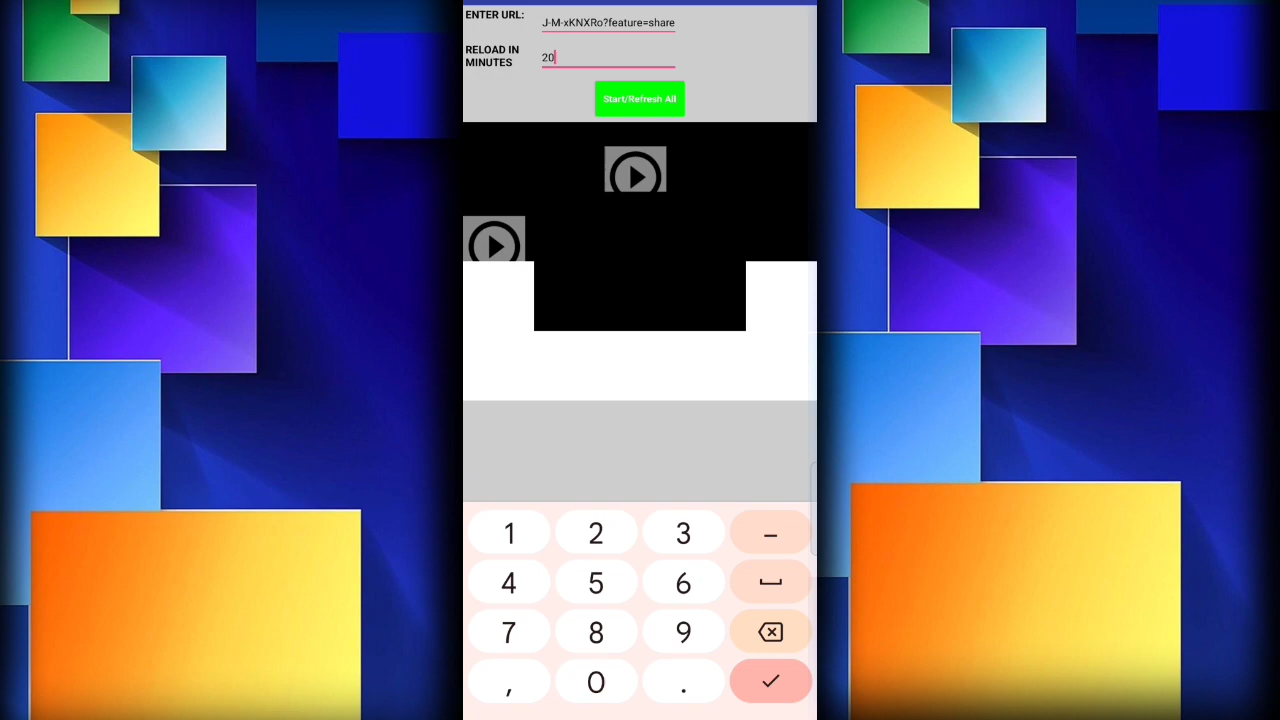 ENTER URL:
J-M-xKNXRo?feature=share
RELOAD IN
MINUTES
20
Start/Refresh All
1 2 3 –
4 5 6
7 8 9
, 0 .